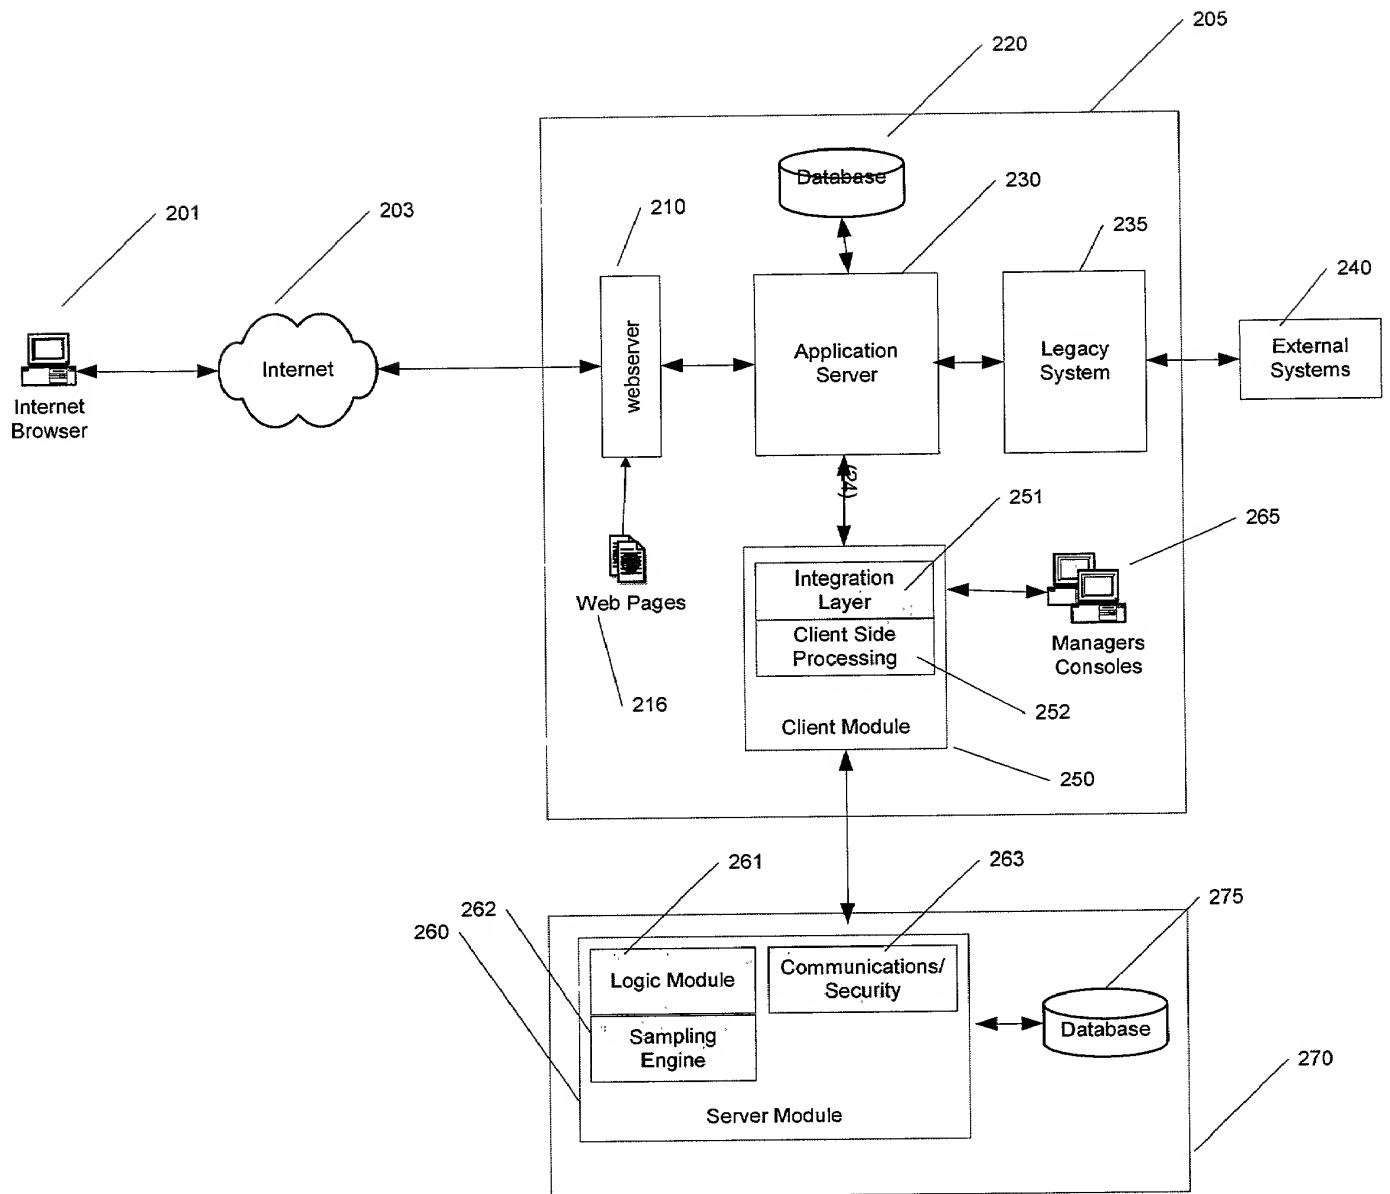 205
220
Database
230
201
203
210
235
240
webserver
Application
Server
Legacy
System
External
Systems
Internet
Internet
Browser
(24)
251
265
Integration
Layer
Web Pages
Client Side
Processing
Managers
Consoles
216
252
Client Module
250
261
263
262
275
260
Logic Module
Communications/
Security
Sampling
Engine
Database
270
Server Module